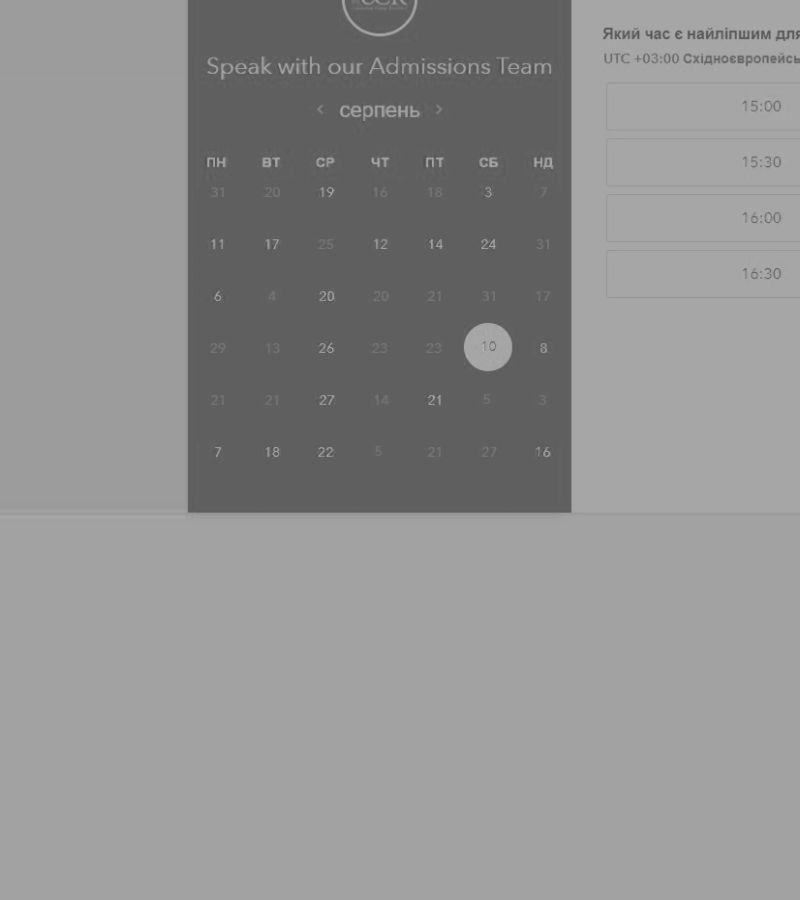 Speak with our Admissions Team
< серпень >
ПН ВТ СР ЧТ ПТ СБ НД
31 20 19 16 18 3 7
11 17 25 12 14 24 31
6 4 20 20 21 31 17
29 13 26 23 23 10 8
21 21 27 14 21 5 3
7 18 22 5 21 27 16
Який час є найліпшим для
UTC +03:00 Східноєвропейсь
15:00
15:30
16:00
16:30